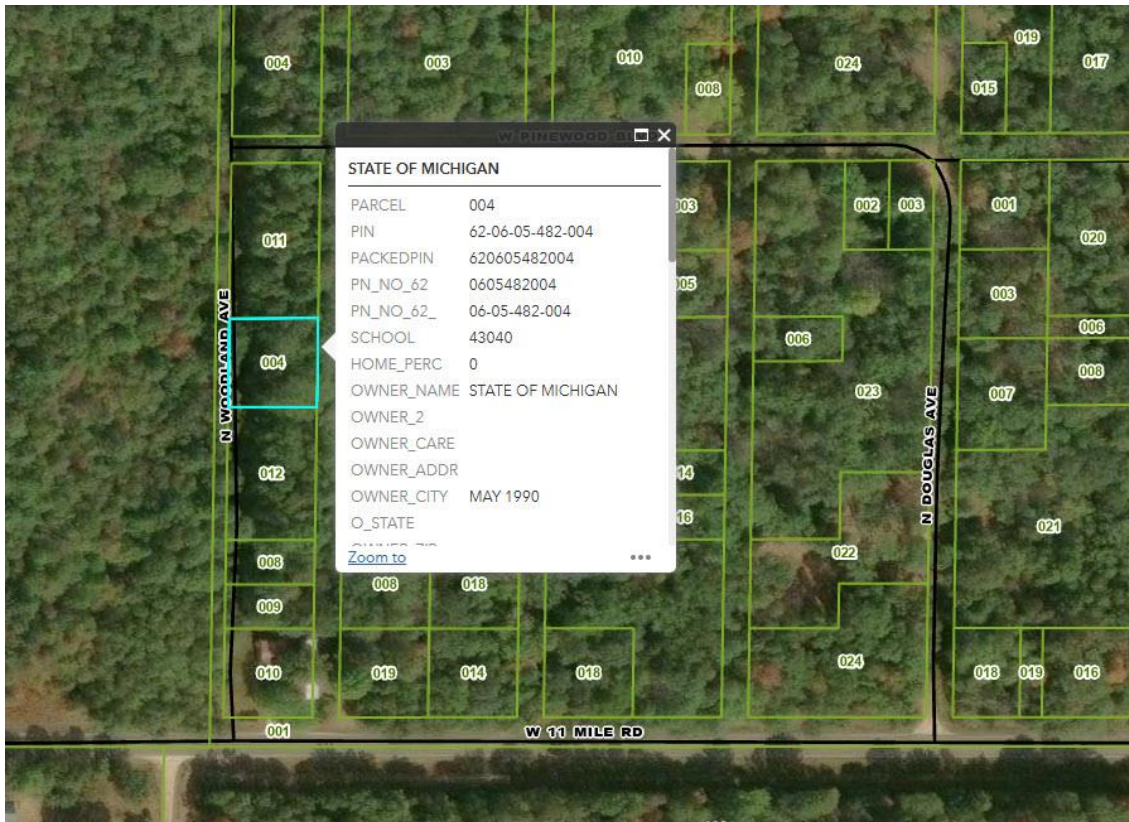 004
003
010
008
024
019
015
017
W PINEWOOD BL
STATE OF MICHIGAN
PARCEL 004
PIN 62-06-05-482-004
PACKEDPIN 620605482004
PN_NO_62 0605482004
PN_NO_62_ 06-05-482-004
SCHOOL 43040
HOME_PERC 0
OWNER_NAME STATE OF MICHIGAN
OWNER_2
OWNER_CARE
OWNER_ADDR
OWNER_CITY MAY 1990
O_STATE
OWNER_ZIP
Zoom to
011
004
N WOODLAND AVE
012
008
009
010
001
003
005
14
16
008
018
019
014
018
002
003
006
023
N DOUGLAS AVE
022
024
001
020
003
006
008
007
021
018
019
016
W 11 MILE RD